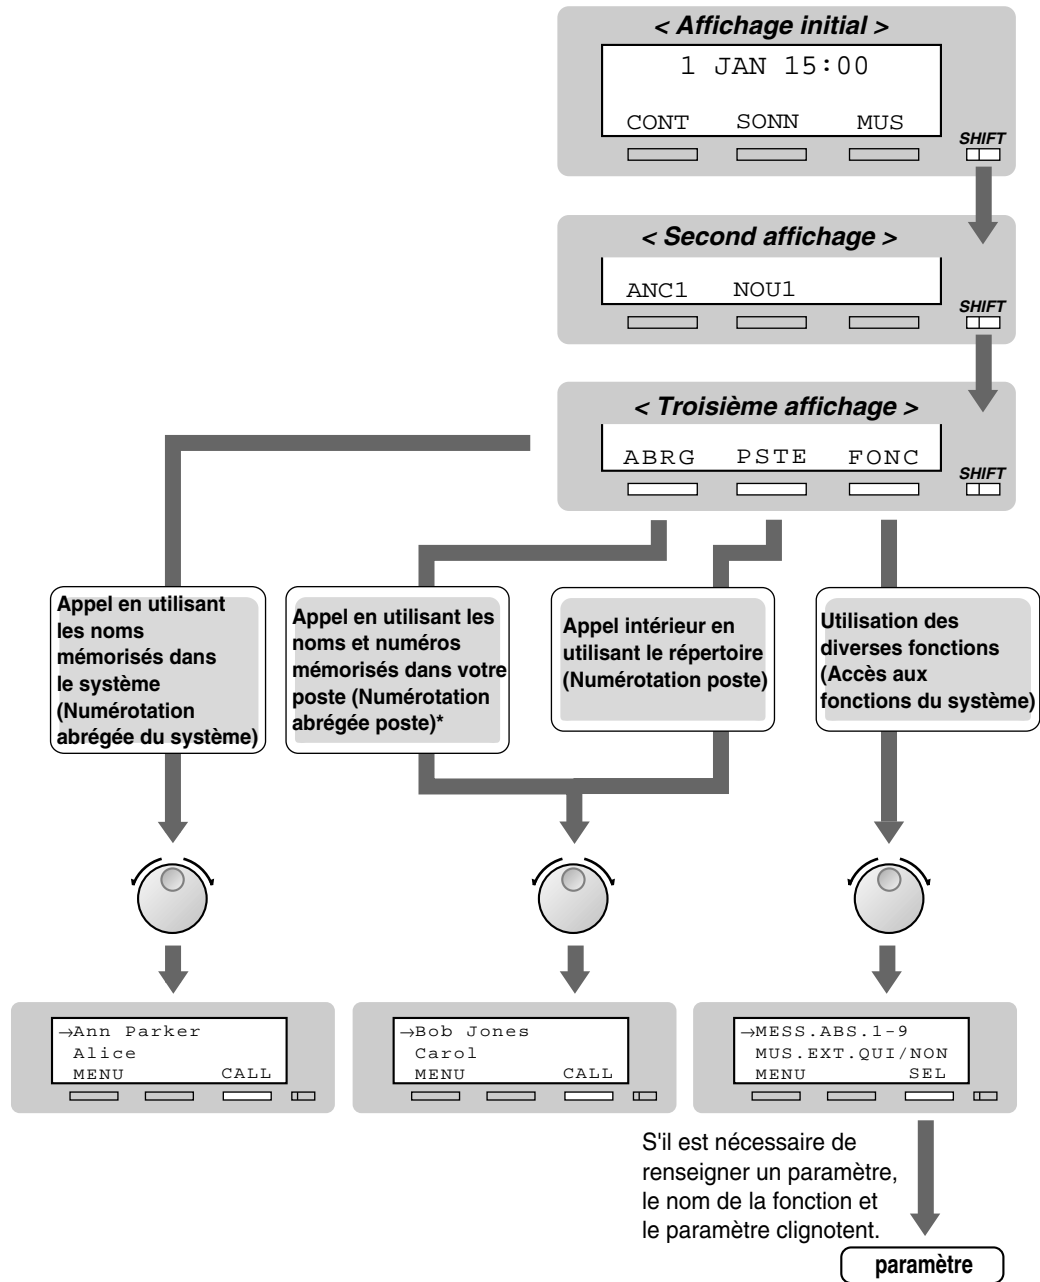 < Affichage initial >
1 JAN 15:00
CONT SONN MUS
SHIFT
< Second affichage >
ANC1 NOU1
SHIFT
< Troisième affichage >
ABRG PSTE FONC
SHIFT
Appel en utilisant
les noms
mémorisés dans
le système
(Numérotation
abrégée du système)
Appel en utilisant les
noms et numéros
mémorisés dans votre
poste (Numérotation
abrégée poste)*
Appel intérieur en
utilisant le répertoire
(Numérotation poste)
Utilisation des
diverses fonctions
(Accès aux
fonctions du système)
→Ann Parker
Alice
MENU CALL
→Bob Jones
Carol
MENU CALL
→MESS.ABS.1-9
MUS.EXT.QUI/NON
MENU SEL
S'il est nécessaire de
renseigner un paramètre,
le nom de la fonction et
le paramètre clignotent.
paramètre